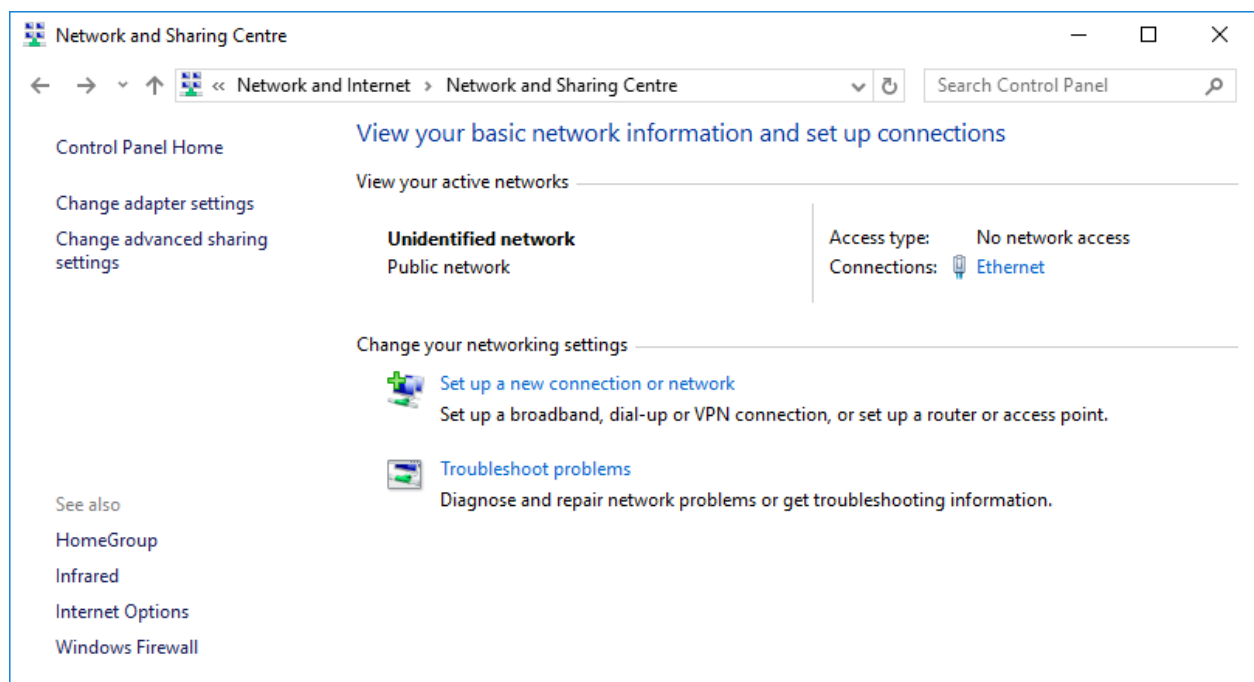 Network and Sharing Centre
« Network and Internet › Network and Sharing Centre
Search Control Panel
Control Panel Home
Change adapter settings
Change advanced sharing
settings
See also
HomeGroup
Infrared
Internet Options
Windows Firewall
View your basic network information and set up connections
View your active networks
Unidentified network
Public network
Access type: No network access
Connections: Ethernet
Change your networking settings
Set up a new connection or network
Set up a broadband, dial-up or VPN connection, or set up a router or access point.
Troubleshoot problems
Diagnose and repair network problems or get troubleshooting information.